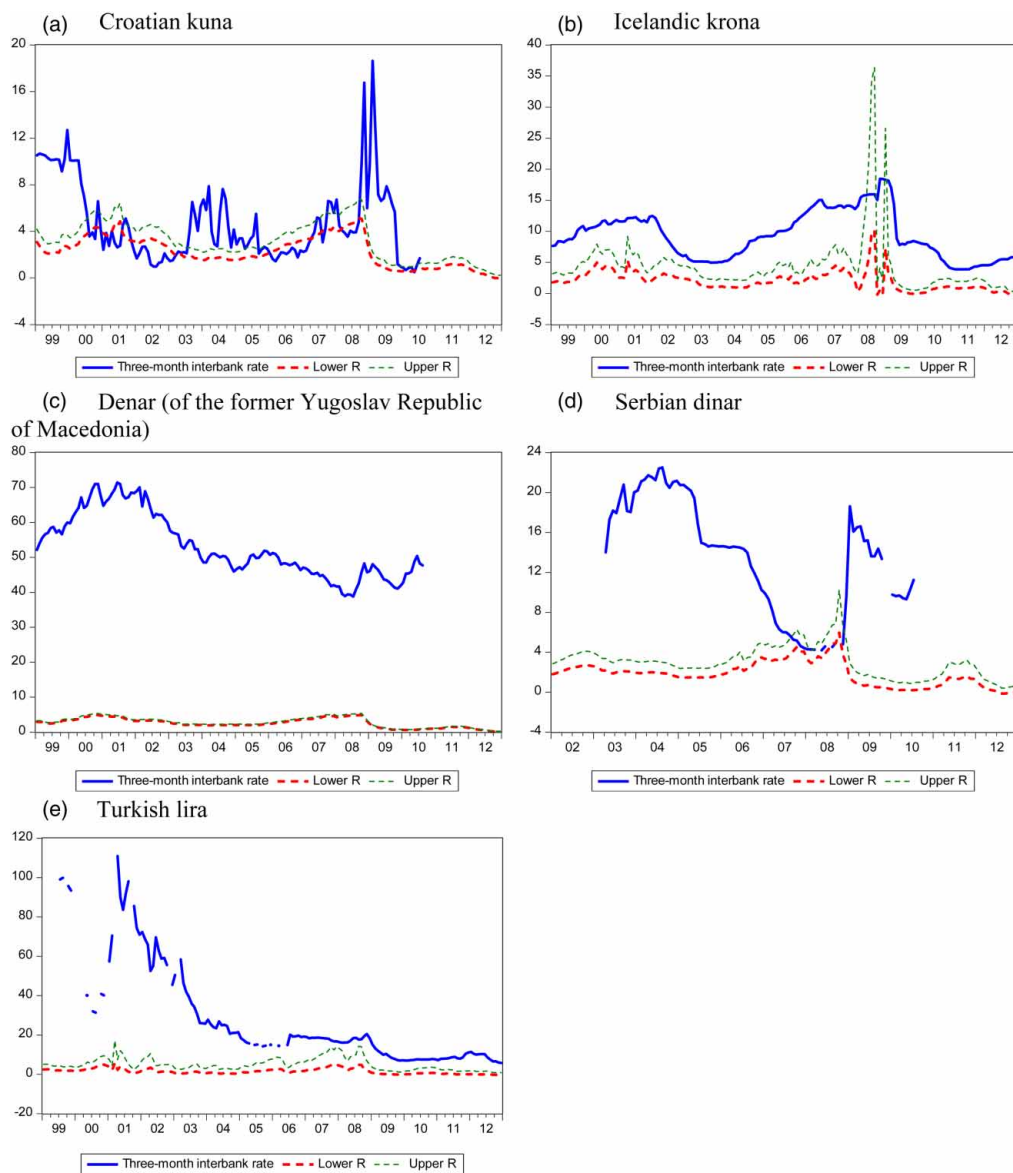 (a) Croatian kuna
20
16
12
8
4
0
-4
99 00 01 02 03 04 05 06 07 08 09 10 11 12
Three-month interbank rate Lower R Upper R
(b) Icelandic krona
40
35
30
25
20
15
10
5
0
-5
99 00 01 02 03 04 05 06 07 08 09 10 11 12
Three-month interbank rate Lower R Upper R
(c) Denar (of the former Yugoslav Republic
of Macedonia)
80
70
60
50
40
30
20
10
0
99 00 01 02 03 04 05 06 07 08 09 10 11 12
Three-month interbank rate Lower R Upper R
(d) Serbian dinar
24
20
16
12
8
4
0
-4
02 03 04 05 06 07 08 09 10 11 12
Three-month interbank rate Lower R Upper R
(e) Turkish lira
120
100
80
60
40
20
0
-20
99 00 01 02 03 04 05 06 07 08 09 10 11 12
Three-month interbank rate Lower R Upper R